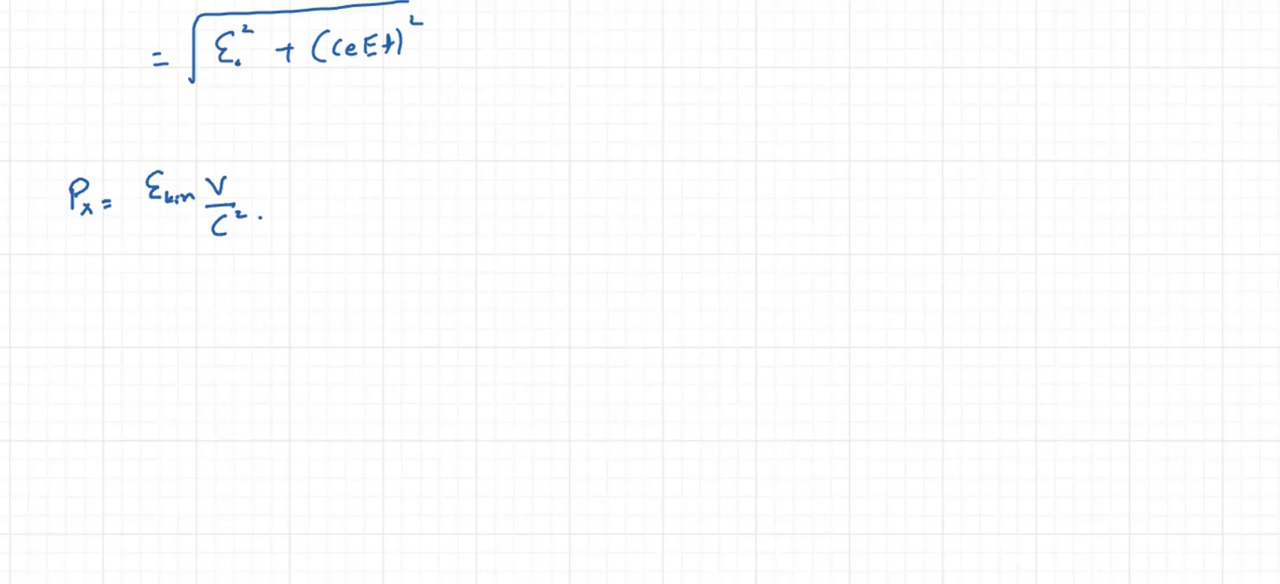 = √(ε₀² + (ceEt)²)
Pₓ = ε_kin V/C².